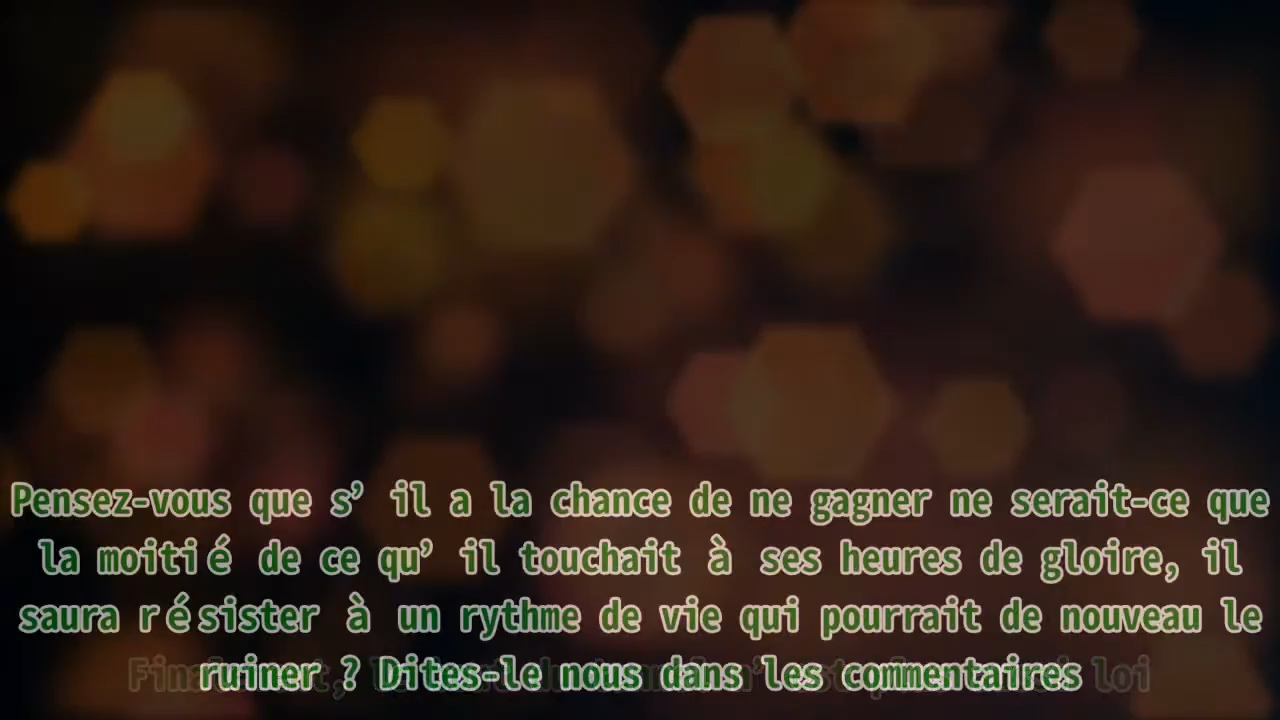 Pensez-vous que s’ il a la chance de ne gagner ne serait-ce que
la moitié de ce qu’ il touchait à ses heures de gloire, il
saura résister à un rythme de vie qui pourrait de nouveau le
ruiner ? Dites-le nous dans les commentaires
loi